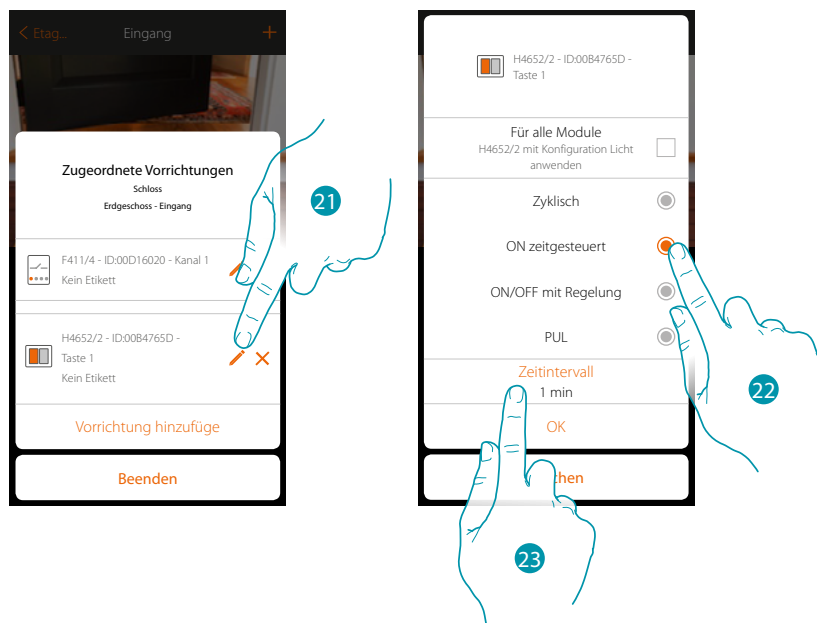 Etag...
Eingang
Zugeordnete Vorrichtungen
Schloss
Erdgeschoss - Eingang
F411/4 - ID:00D16020 - Kanal 1
Kein Etikett
H4652/2 - ID:00B4765D -
Taste 1
Kein Etikett
Vorrichtung hinzufüge
Beenden
21
H4652/2 - ID:00B4765D -
Taste 1
Für alle Module
H4652/2 mit Konfiguration Licht
anwenden
Zyklisch
ON zeitgesteuert
ON/OFF mit Regelung
PUL
Zeitintervall
1 min
OK
22
23